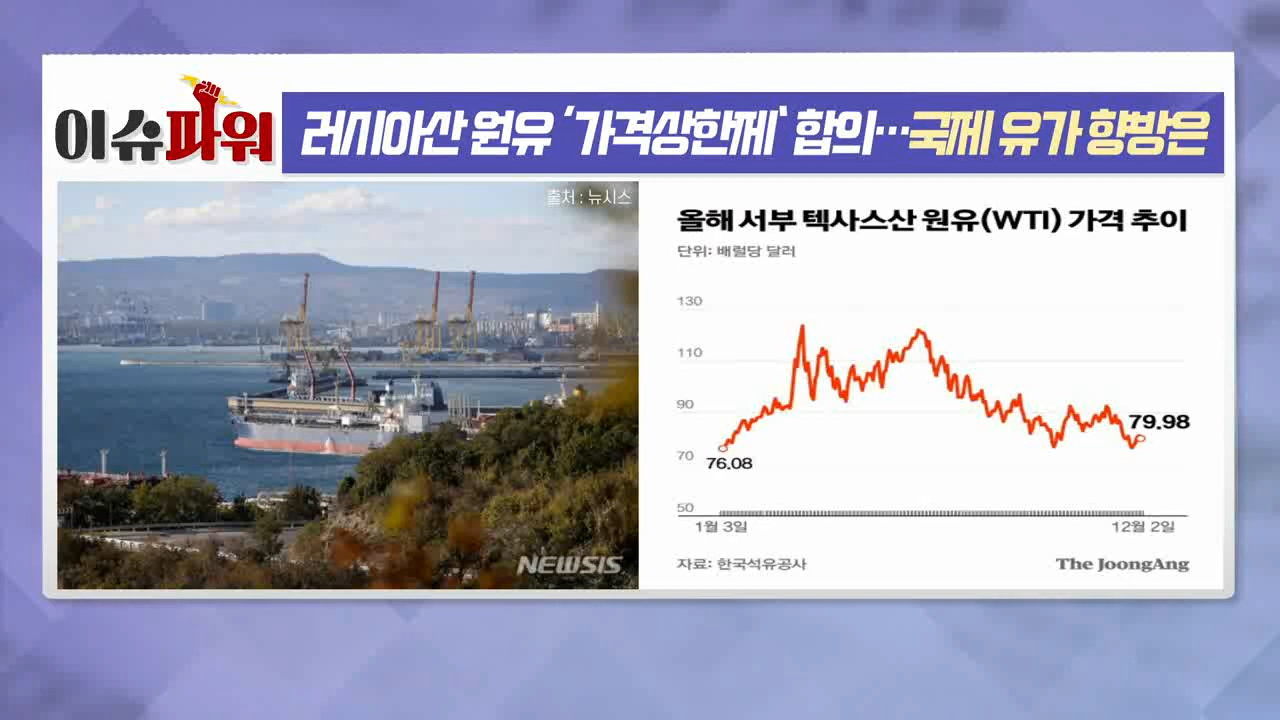 이슈파워
러시아산 원유 ‘가격상한제‘ 합의…국제 유가 향방은
출처 : 뉴시스
NEWSIS
올해 서부 텍사스산 원유(WTI) 가격 추이
단위: 배럴당 달러
130
110
90
79.98
70
76.08
50
1월 3일
12월 2일
자료: 한국석유공사
The JoongAng